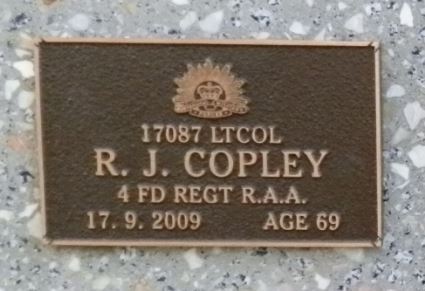 17087 LTCOL
R. J. COPLEY
4 FD REGT R.A.A.
17. 9. 2009 AGE 69